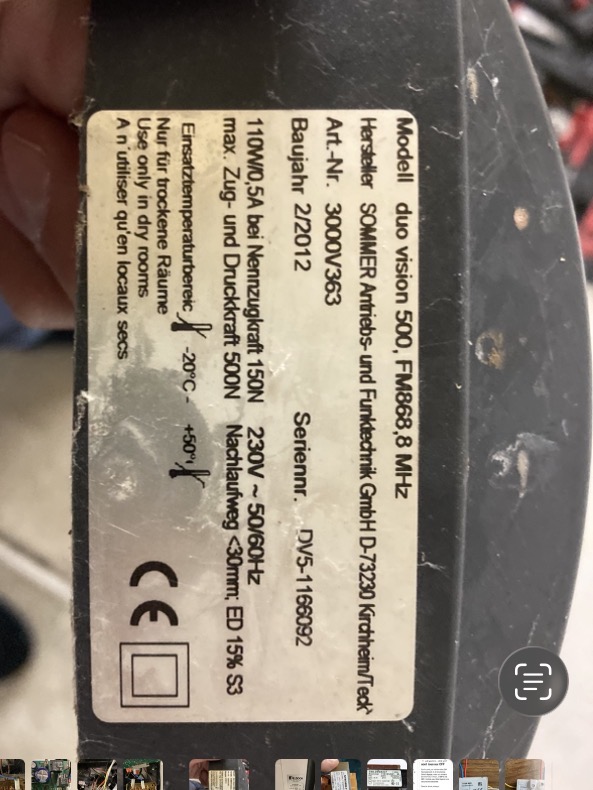 Modell duo vision 500, FM868,8 MHz
Hersteller SOMMER Antriebs- und Funktechnik GmbH D-73230 Kirchheim/Teck
Art.-Nr. 3000V363
Baujahr 2/2012 Seriennr. DV5-1166092
110W/0,5A bei Nennzugkraft 150N 230V ~ 50/60Hz
max. Zug- und Druckkraft 500N Nachlaufweg <30mm; ED 15% S3
Einsatztemperaturbereic -20°C - +50°
Nur für trockene Räume
Use only in dry rooms
A n´utiliser qu'en locaux secs
CE